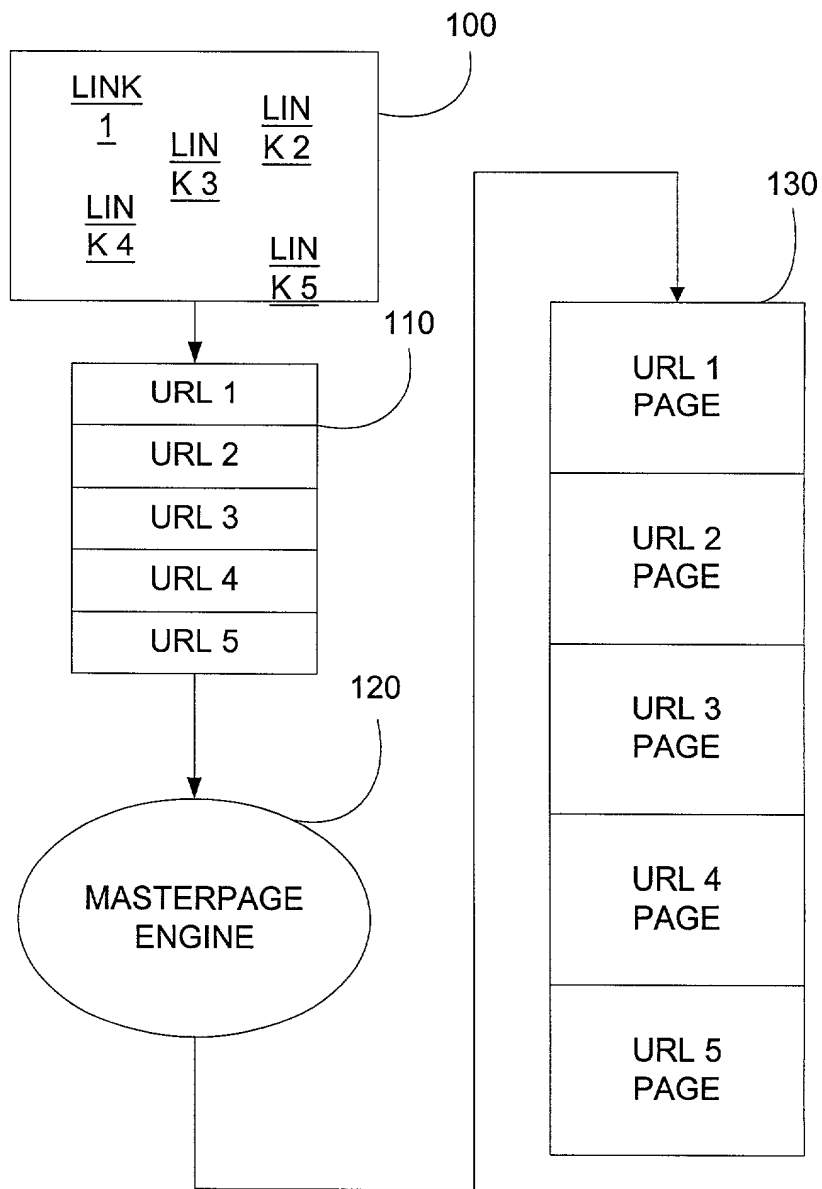 100
LINK
1
LIN
K 2
LIN
K 3
LIN
K 4
LIN
K 5
110
URL 1
URL 2
URL 3
URL 4
URL 5
120
MASTERPAGE
ENGINE
130
URL 1
PAGE
URL 2
PAGE
URL 3
PAGE
URL 4
PAGE
URL 5
PAGE